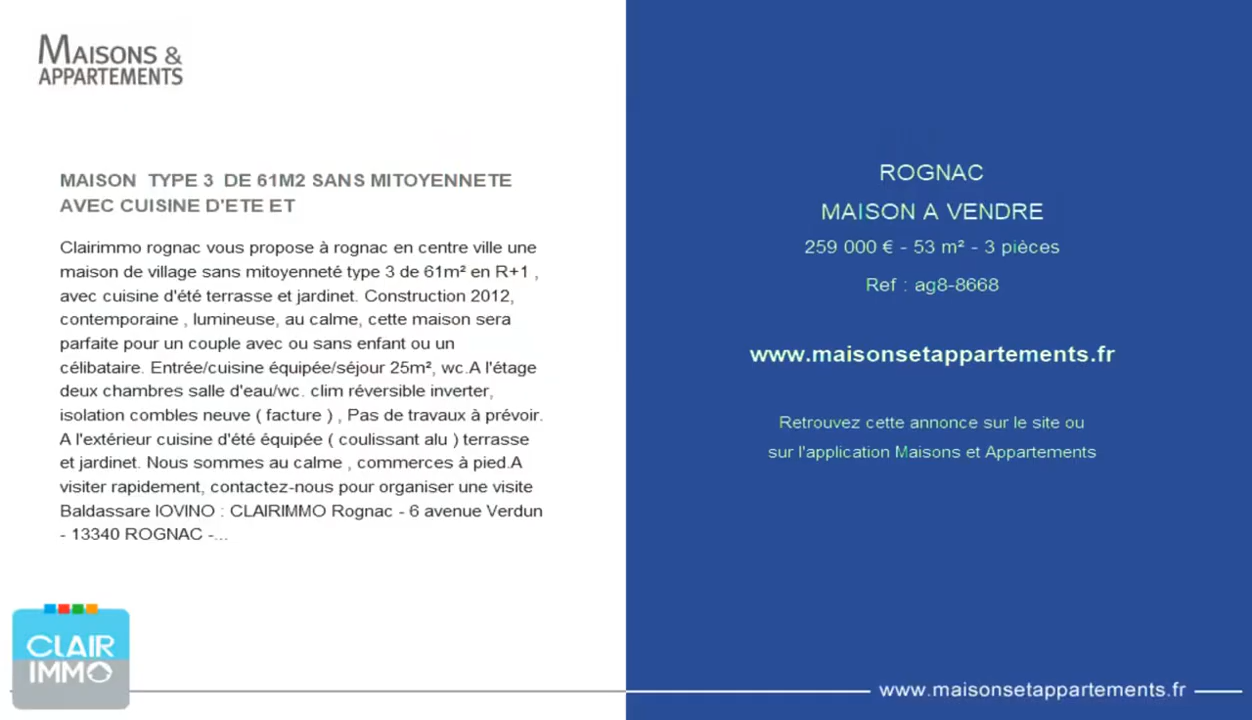 MAISONS &
APPARTEMENTS
MAISON TYPE 3 DE 61M2 SANS MITOYENNETE
AVEC CUISINE D'ETE ET
Clairimmo rognac vous propose à rognac en centre ville une
maison de village sans mitoyenneté type 3 de 61m² en R+1 ,
avec cuisine d'été terrasse et jardinet. Construction 2012,
contemporaine , lumineuse, au calme, cette maison sera
parfaite pour un couple avec ou sans enfant ou un
célibataire. Entrée/cuisine équipée/séjour 25m², wc.A l'étage
deux chambres salle d'eau/wc. clim réversible inverter,
isolation combles neuve ( facture ) , Pas de travaux à prévoir.
A l'extérieur cuisine d'été équipée ( coulissant alu ) terrasse
et jardinet. Nous sommes au calme , commerces à pied.A
visiter rapidement, contactez-nous pour organiser une visite
Baldassare IOVINO : CLAIRIMMO Rognac - 6 avenue Verdun
- 13340 ROGNAC -...
CLAIR
IMMO
ROGNAC
MAISON A VENDRE
259 000 € - 53 m² - 3 pièces
Ref : ag8-8668
www.maisonsetappartements.fr
Retrouvez cette annonce sur le site ou
sur l'application Maisons et Appartements
www.maisonsetappartements.fr